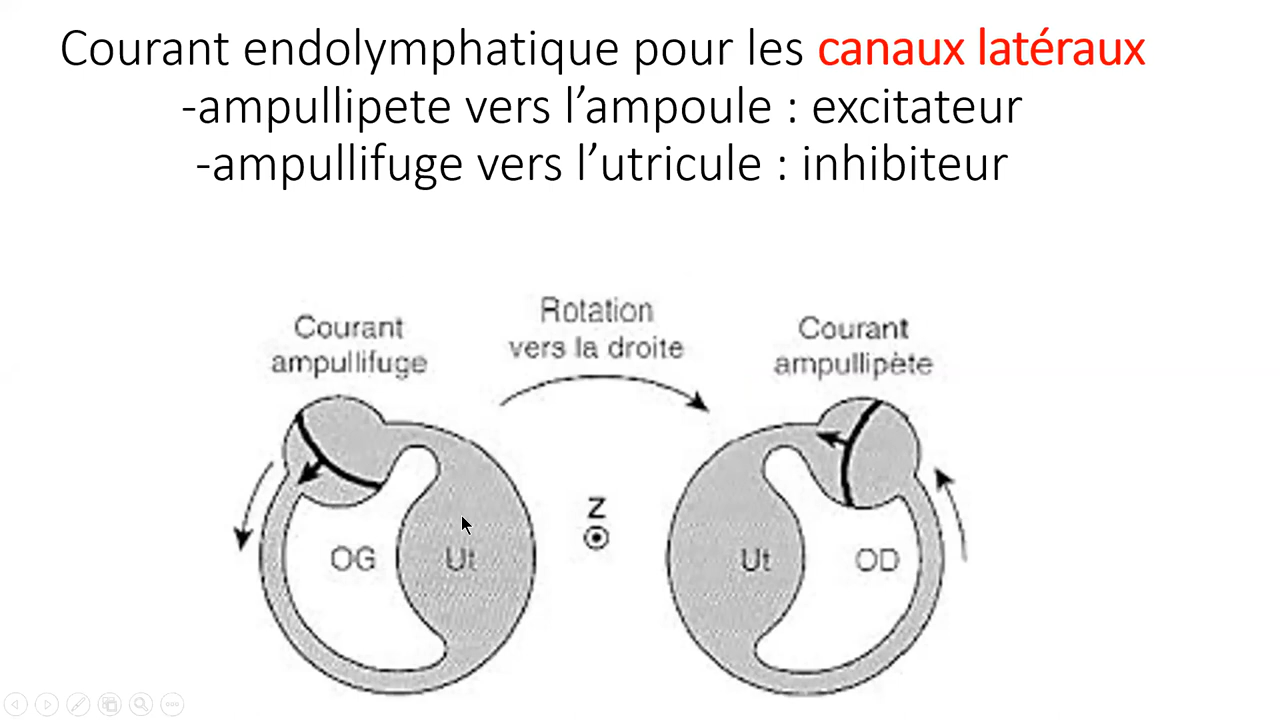 Courant endolymphatique pour les canaux latéraux
-ampullipete vers l’ampoule : excitateur
-ampullifuge vers l’utricule : inhibiteur
Courant
ampullifuge
Rotation
vers la droite
Courant
ampullipète
Z
OG
Ut
Ut
OD